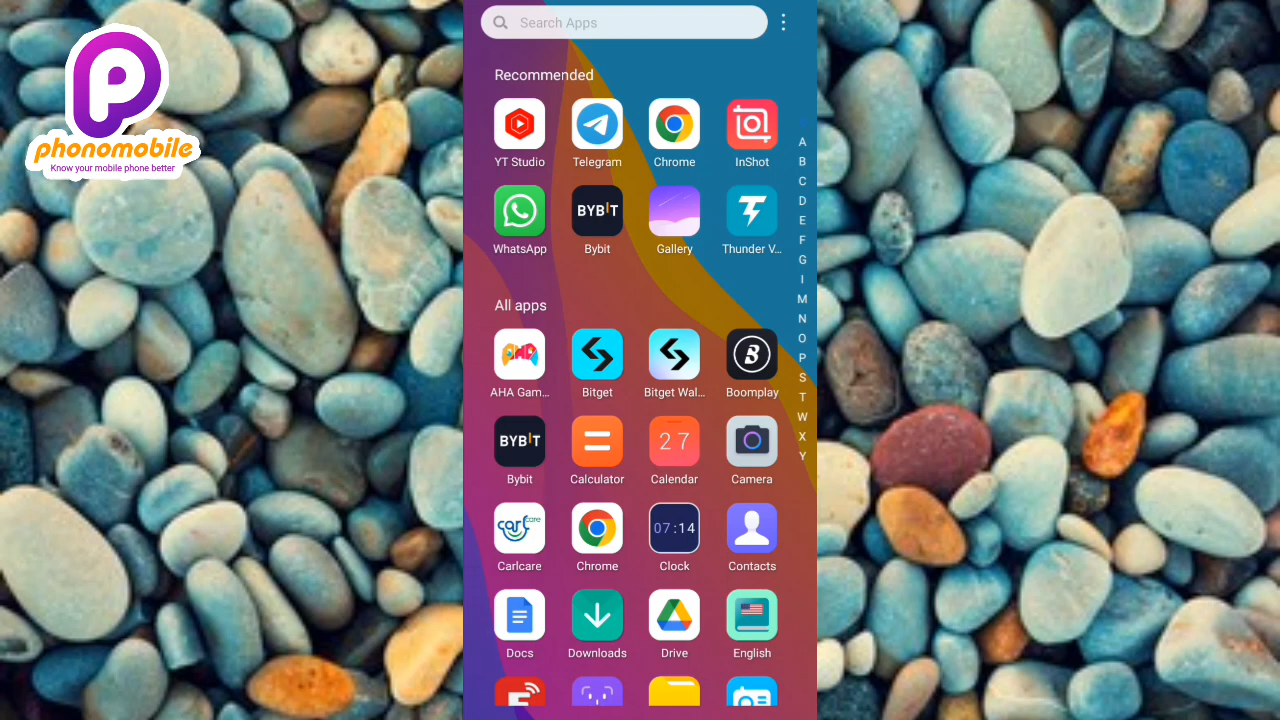 phonomobile
Know your mobile phone better
Search Apps
Recommended
YT Studio Telegram Chrome InShot
BYBIT
WhatsApp Bybit Gallery Thunder V...
All apps
AHA
B
AHA Gam... Bitget Bitget Wal... Boomplay
BYBIT 27
Bybit Calculator Calendar Camera
carlcare 07:14
Carlcare Chrome Clock Contacts
Docs Downloads Drive English
A
B
C
D
E
F
G
I
M
N
O
P
S
T
W
X
Y